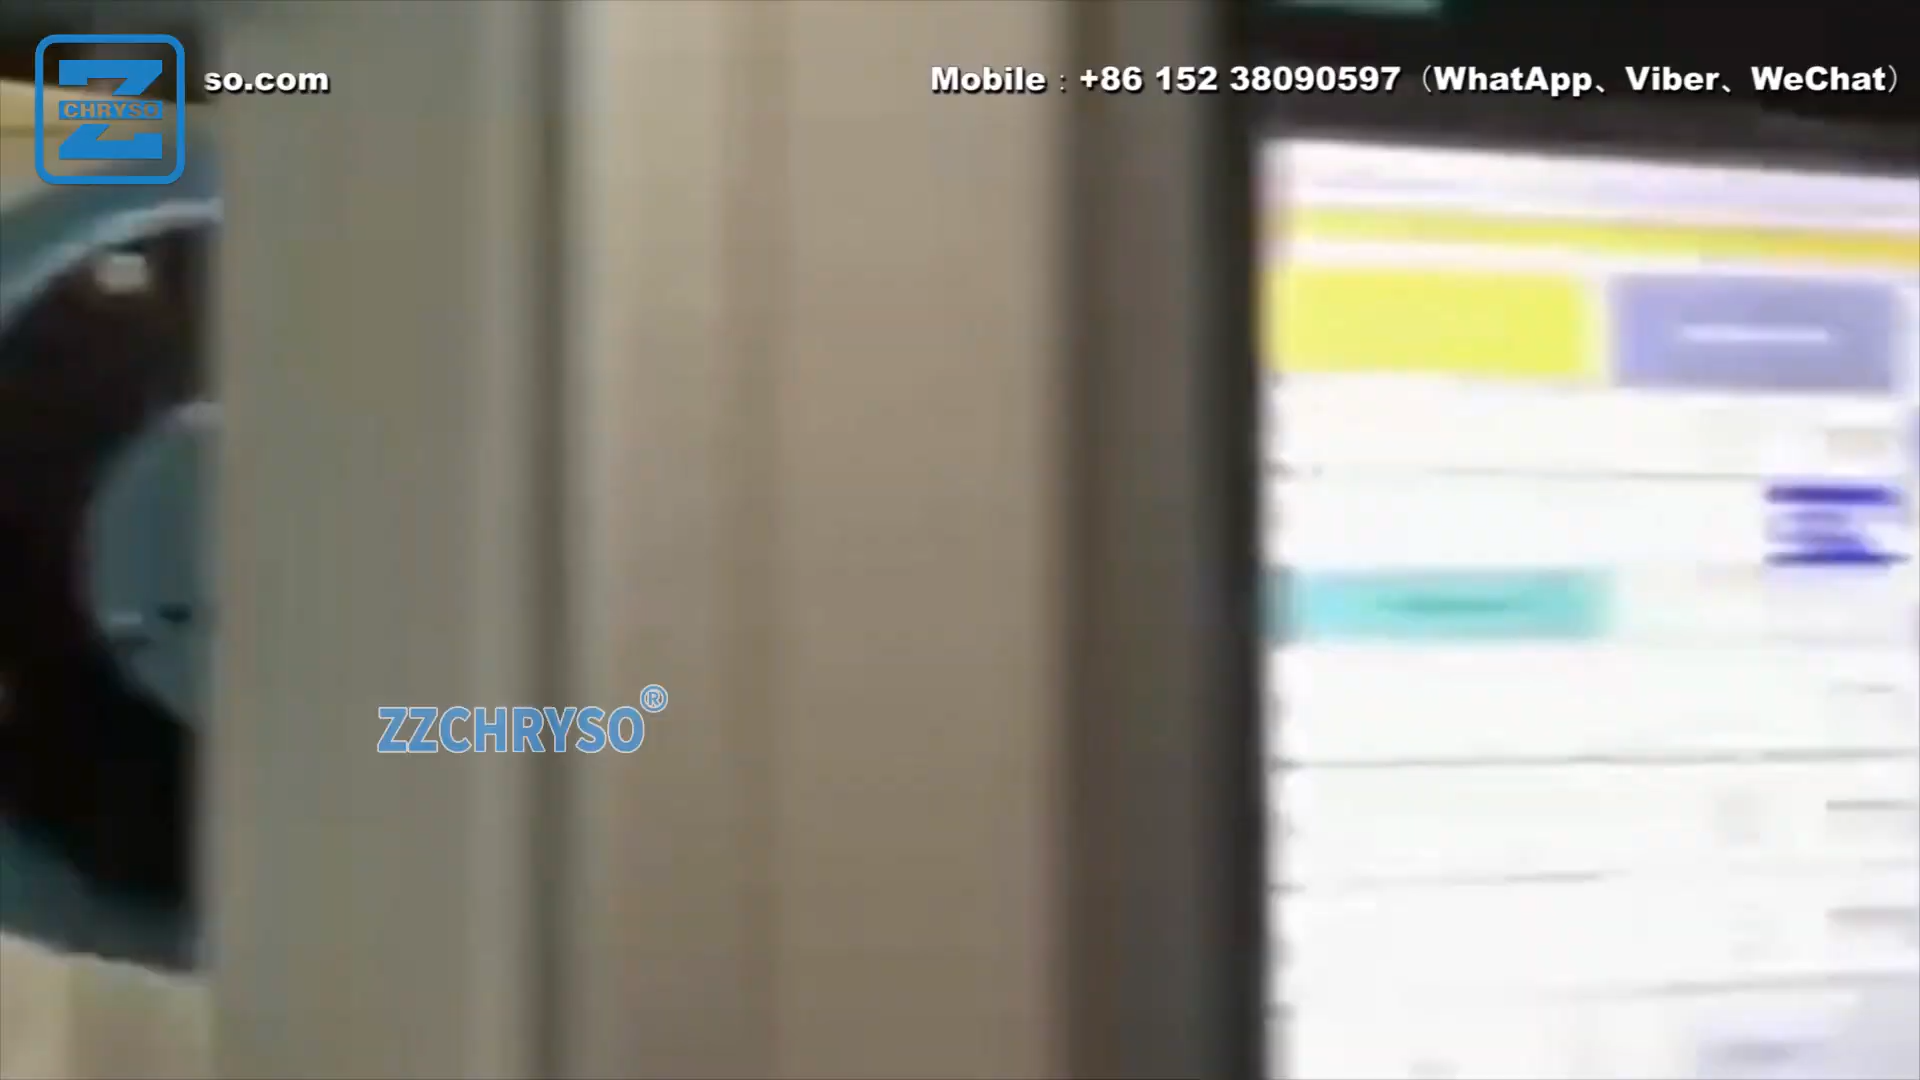 Z
CHRYSO
so.com
Mobile：+86 152 38090597（WhatApp、Viber、WeChat）
ZZCHRYSO®